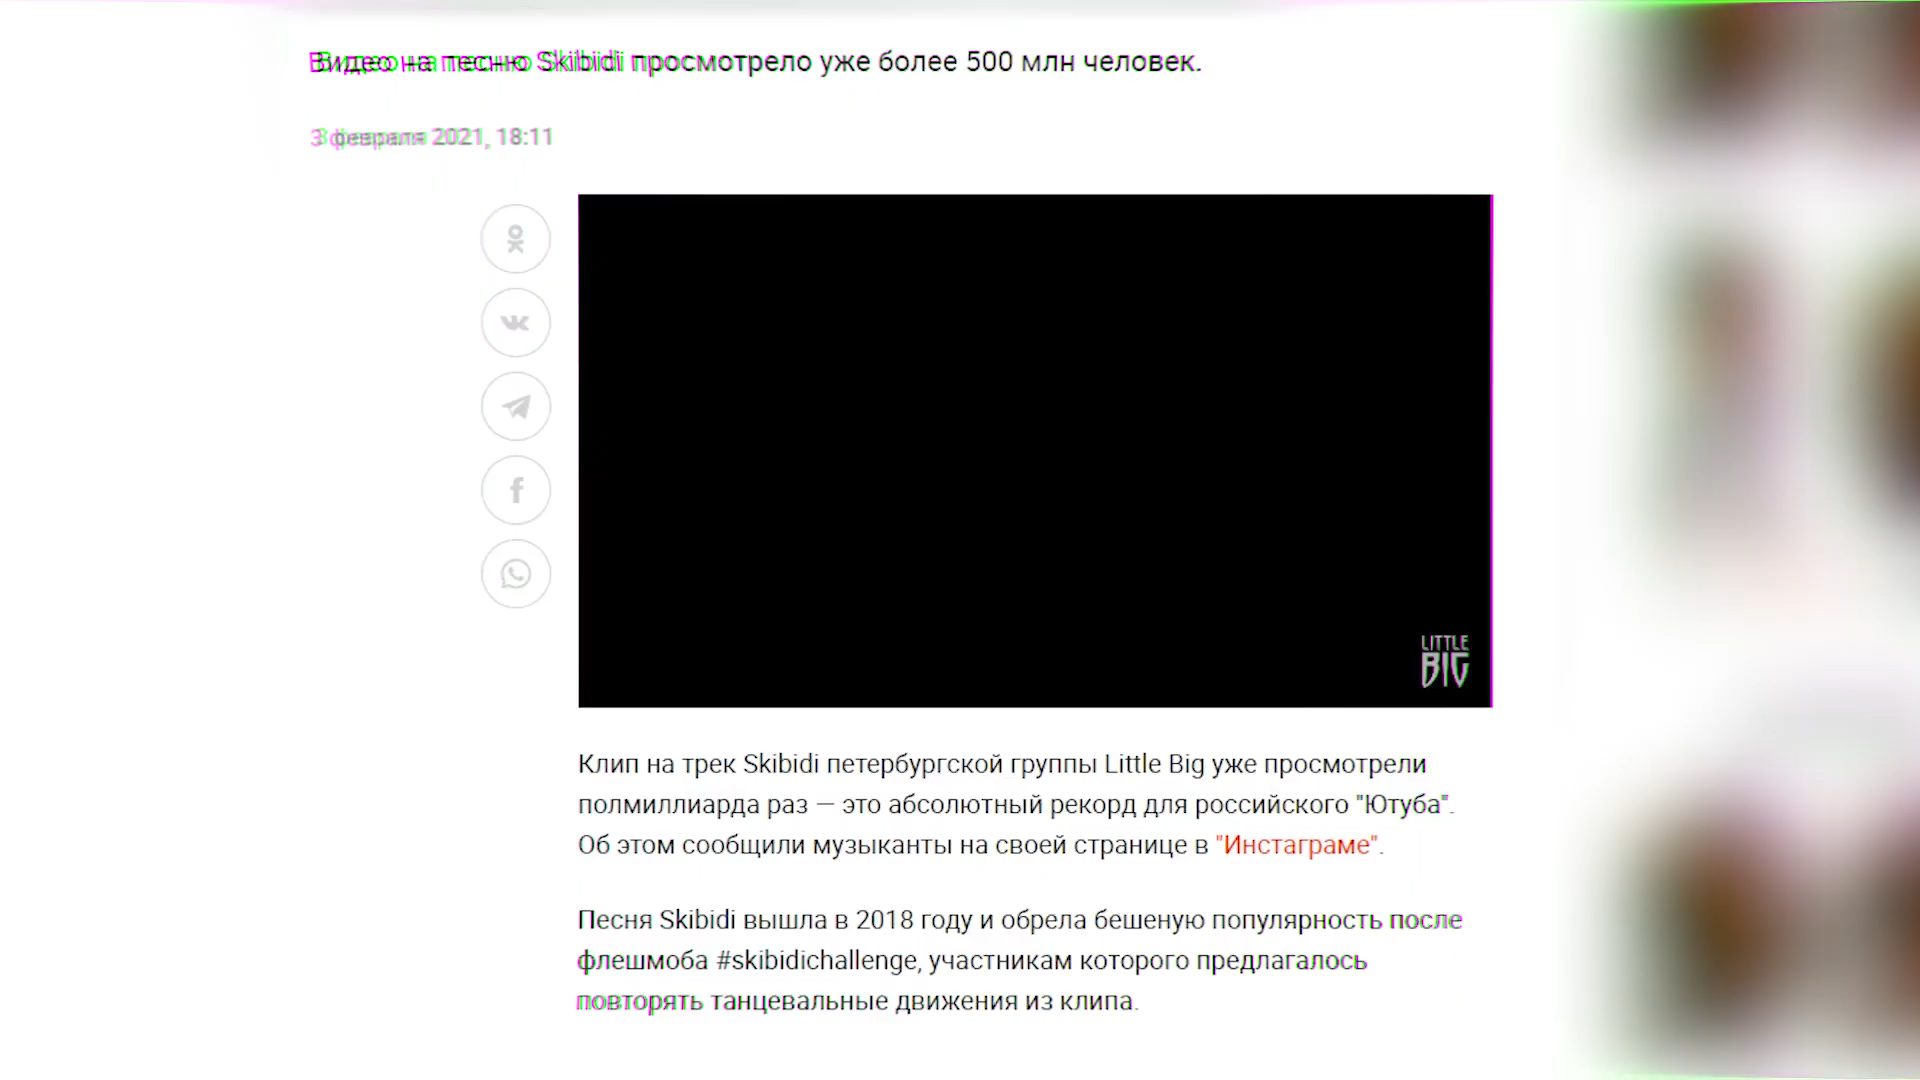 Видео на песню Skibidi просмотрело уже более 500 млн человек.
3 февраля 2021, 18:11
LITTLE
BIG
Клип на трек Skibidi петербургской группы Little Big уже просмотрели
полмиллиарда раз — это абсолютный рекорд для российского "Ютуба".
Об этом сообщили музыканты на своей странице в "Инстаграме".
Песня Skibidi вышла в 2018 году и обрела бешеную популярность после
флешмоба #skibidichallenge, участникам которого предлагалось
повторять танцевальные движения из клипа.